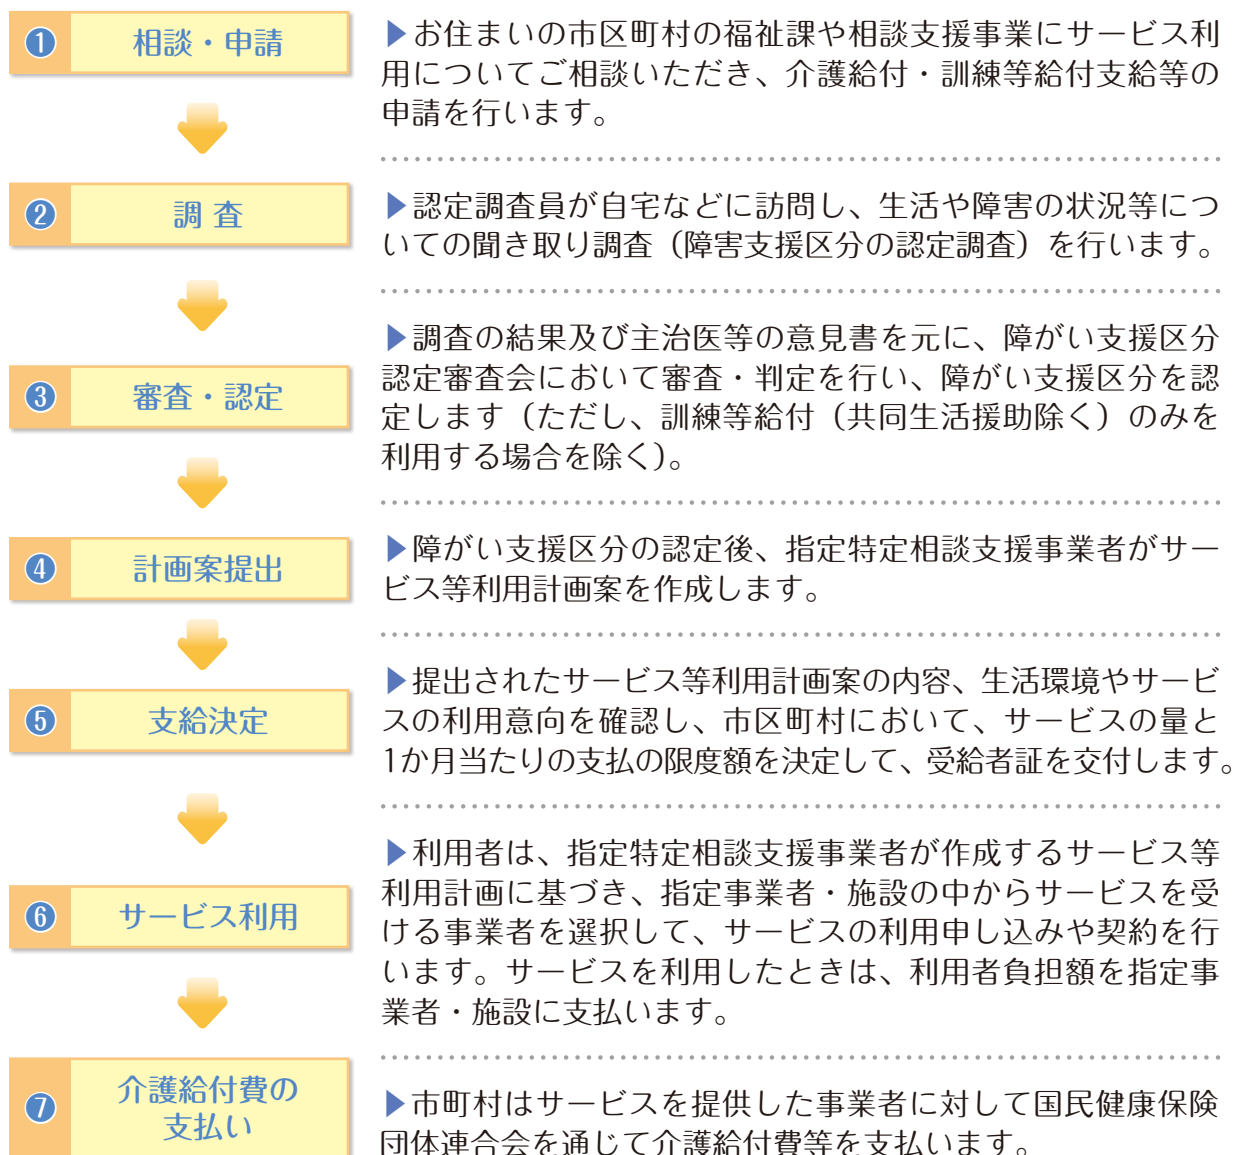 ❶ 相談・申請
▶お住まいの市区町村の福祉課や相談支援事業にサービス利
用についてご相談いただき、介護給付・訓練等給付支給等の
申請を行います。
❷ 調 査
▶認定調査員が自宅などに訪問し、生活や障害の状況等につ
いての聞き取り調査（障害支援区分の認定調査）を行います。
❸ 審査・認定
▶調査の結果及び主治医等の意見書を元に、障がい支援区分
認定審査会において審査・判定を行い、障がい支援区分を認
定します（ただし、訓練等給付（共同生活援助除く）のみを
利用する場合を除く）。
❹ 計画案提出
▶障がい支援区分の認定後、指定特定相談支援事業者がサー
ビス等利用計画案を作成します。
❺ 支給決定
▶提出されたサービス等利用計画案の内容、生活環境やサービ
スの利用意向を確認し、市区町村において、サービスの量と
1か月当たりの支払の限度額を決定して、受給者証を交付します。
❻ サービス利用
▶利用者は、指定特定相談支援事業者が作成するサービス等
利用計画に基づき、指定事業者・施設の中からサービスを受
ける事業者を選択して、サービスの利用申し込みや契約を行
います。サービスを利用したときは、利用者負担額を指定事
業者・施設に支払います。
❼ 介護給付費の
支払い
▶市町村はサービスを提供した事業者に対して国民健康保険
団体連合会を通じて介護給付費等を支払います。